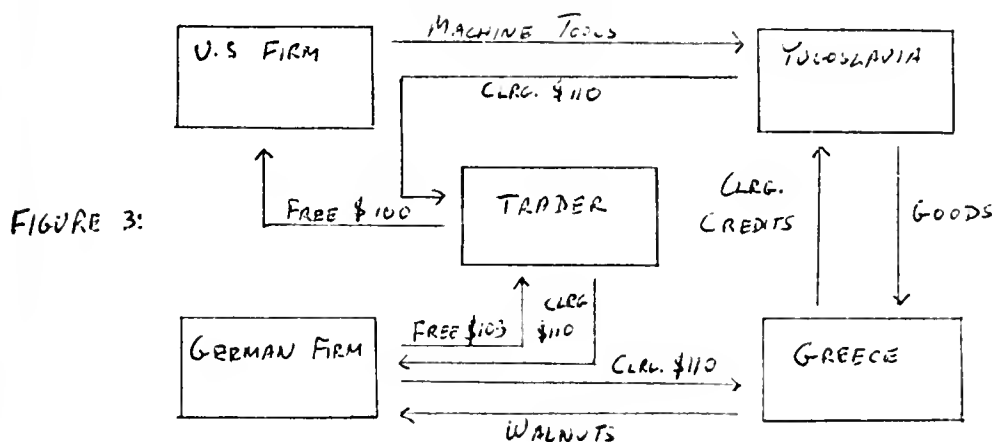 MACHINE TOOLS
U.S FIRM
YUGOSLAVIA
CLRG. $110
FIGURE 3:
FREE $100
TRADER
CLRG.
CREDITS
GOODS
CLRG
$110
FREE $103
GERMAN FIRM
CLRG. $110
GREECE
WALNUTS